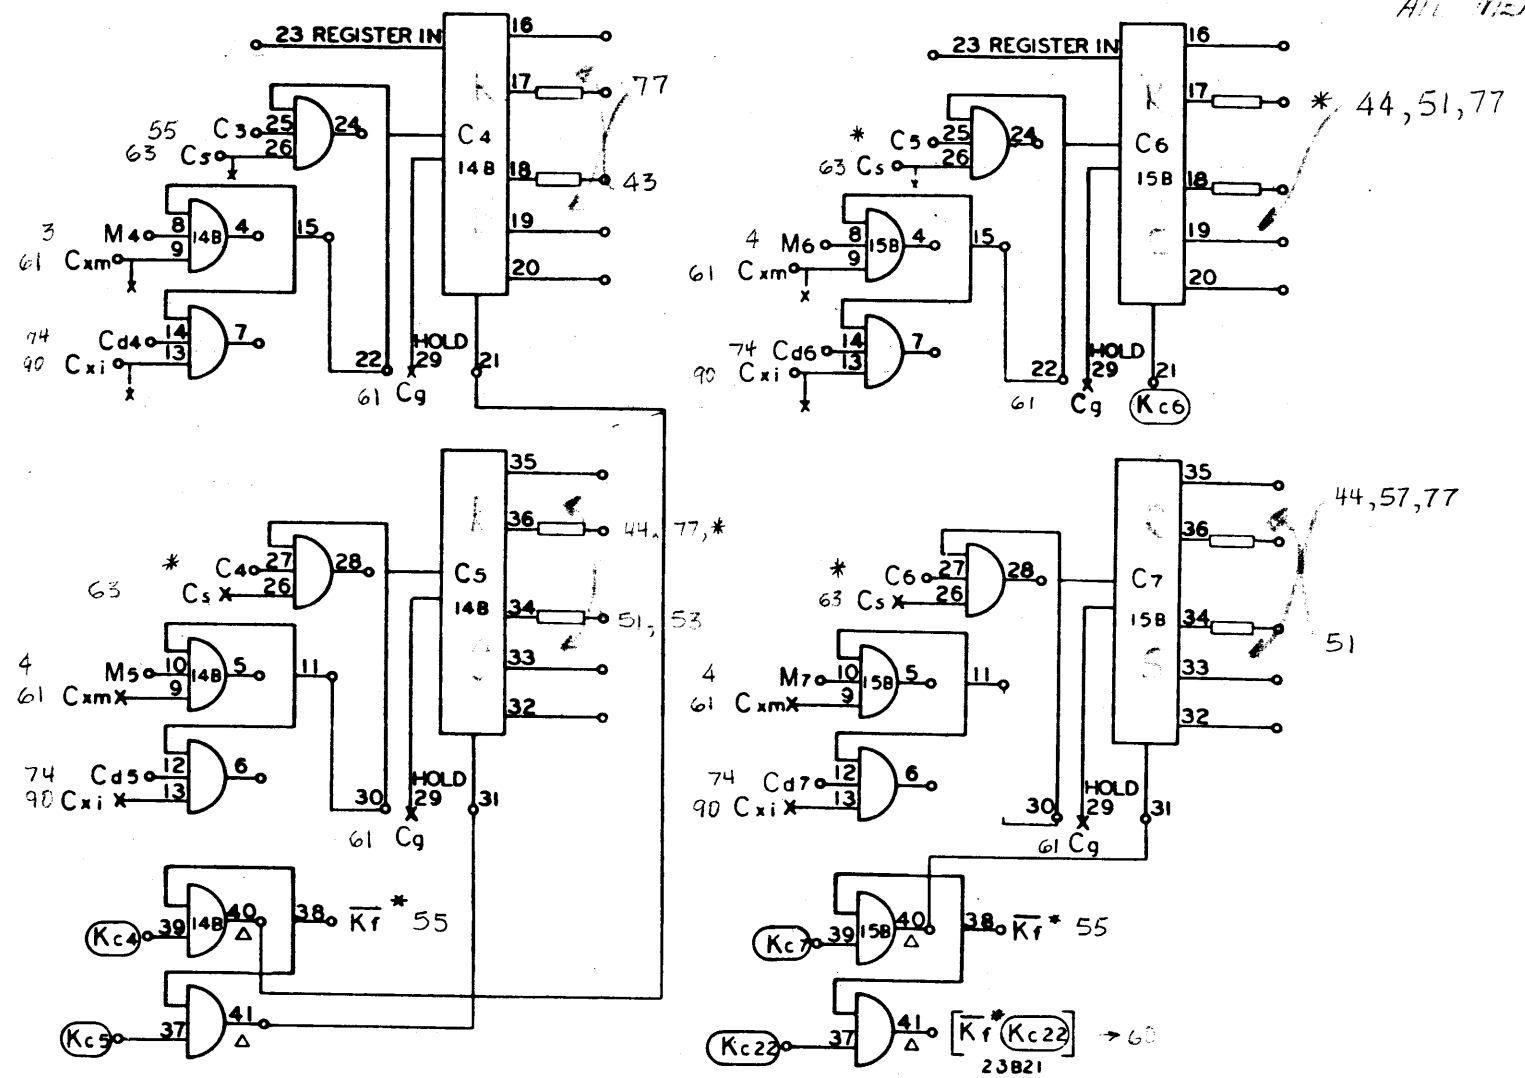 23 REGISTER IN
16
17
77
55 C3 25 24
63 Cs 26
C4
14B
18
43
3 M4 8 14B 4 15
19
61 Cxm 9
20
74 Cd4 14 7
90 Cxi 13
22
HOLD
29
21
61 Cg
35
36
44, 77,*
* C4 27 28
63 Cs 26
C5
14B
34
51, 53
4 M5 10 14B 5 11
33
61 Cxm 9
32
74 Cd5 12 6
90 Cxi 13
30
HOLD
29
31
61 Cg
Kc4 39 14B 40 38 Kf * 55
Δ
Kc5 37 41
Δ
23 REGISTER IN
16
17
* 44, 51, 77
* C5 25 24
63 Cs 26
C6
15B
18
4 M6 8 15B 4 15
19
61 Cxm 9
20
74 Cd6 14 7
90 Cxi 13
22
HOLD
29
21
61 Cg
Kc6
35
44,57,77
36
* C6 27 28
63 Cs 26
C7
15B
34
51
4 M7 10 15B 5 11
33
61 Cxm 9
32
74 Cd7 12 6
90 Cxi 13
30
HOLD
29
31
61 Cg
Kc7 39 15B 40 38 Kf * 55
Δ
Kc22 37 41 [Kf * Kc22] → 60
Δ
23B21